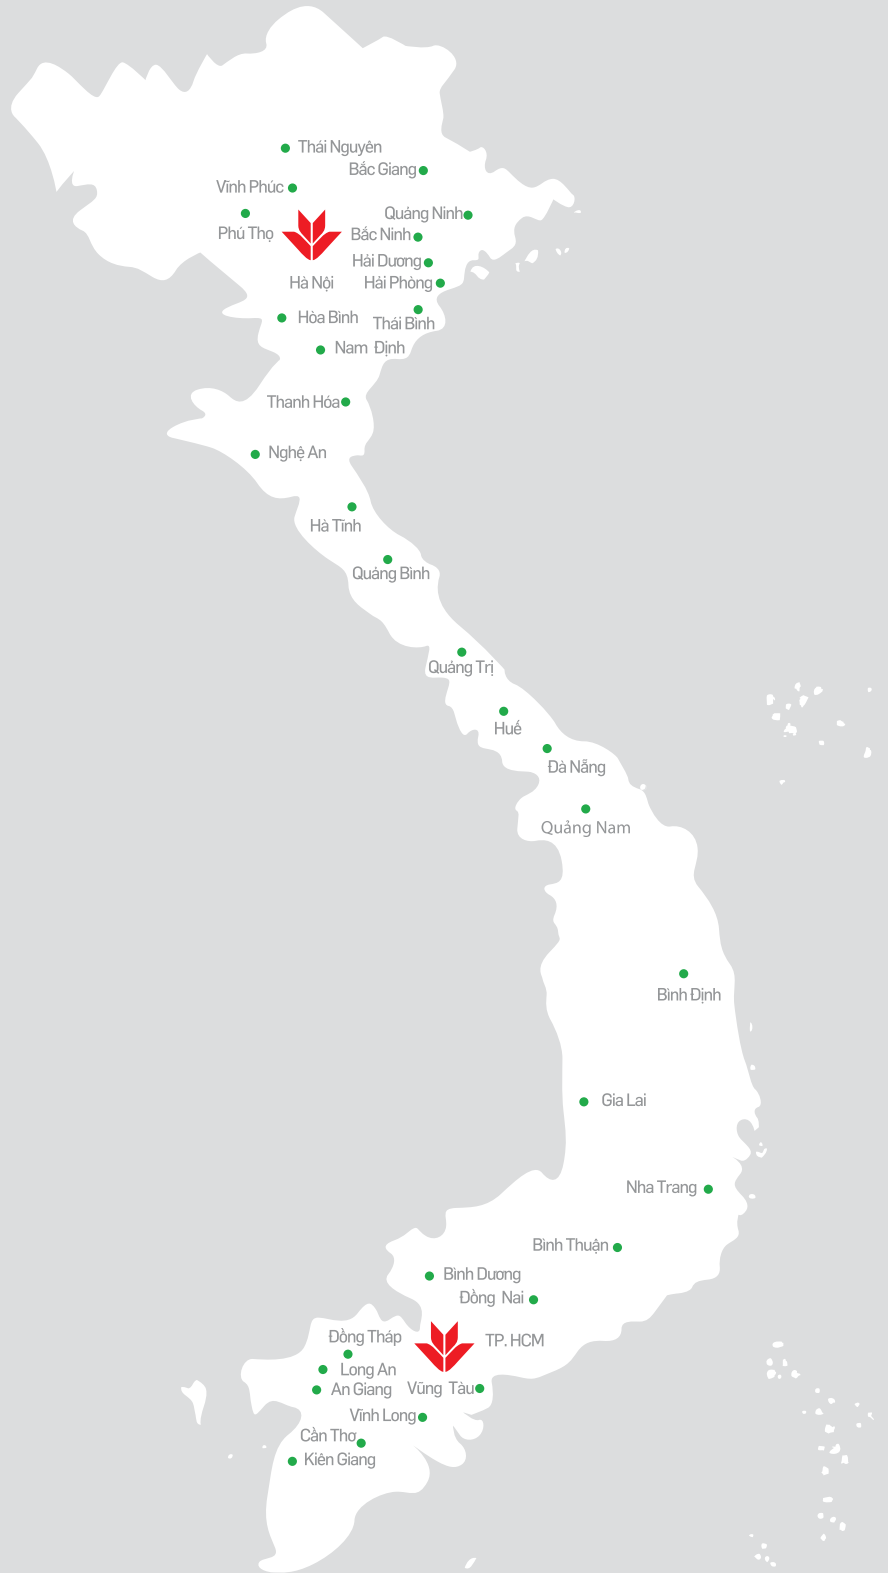 Thái Nguyên
Bắc Giang
Vĩnh Phúc
Quảng Ninh
Phú Thọ
Bắc Ninh
Hải Dương
Hà Nội
Hải Phòng
Hòa Bình
Thái Bình
Nam Định
Thanh Hóa
Nghệ An
Hà Tĩnh
Quảng Bình
Quảng Trị
Huế
Đà Nẵng
Quảng Nam
Bình Định
Gia Lai
Nha Trang
Bình Thuận
Bình Dương
Đồng Nai
Đồng Tháp
TP. HCM
Long An
An Giang
Vũng Tàu
Vĩnh Long
Cần Thơ
Kiên Giang